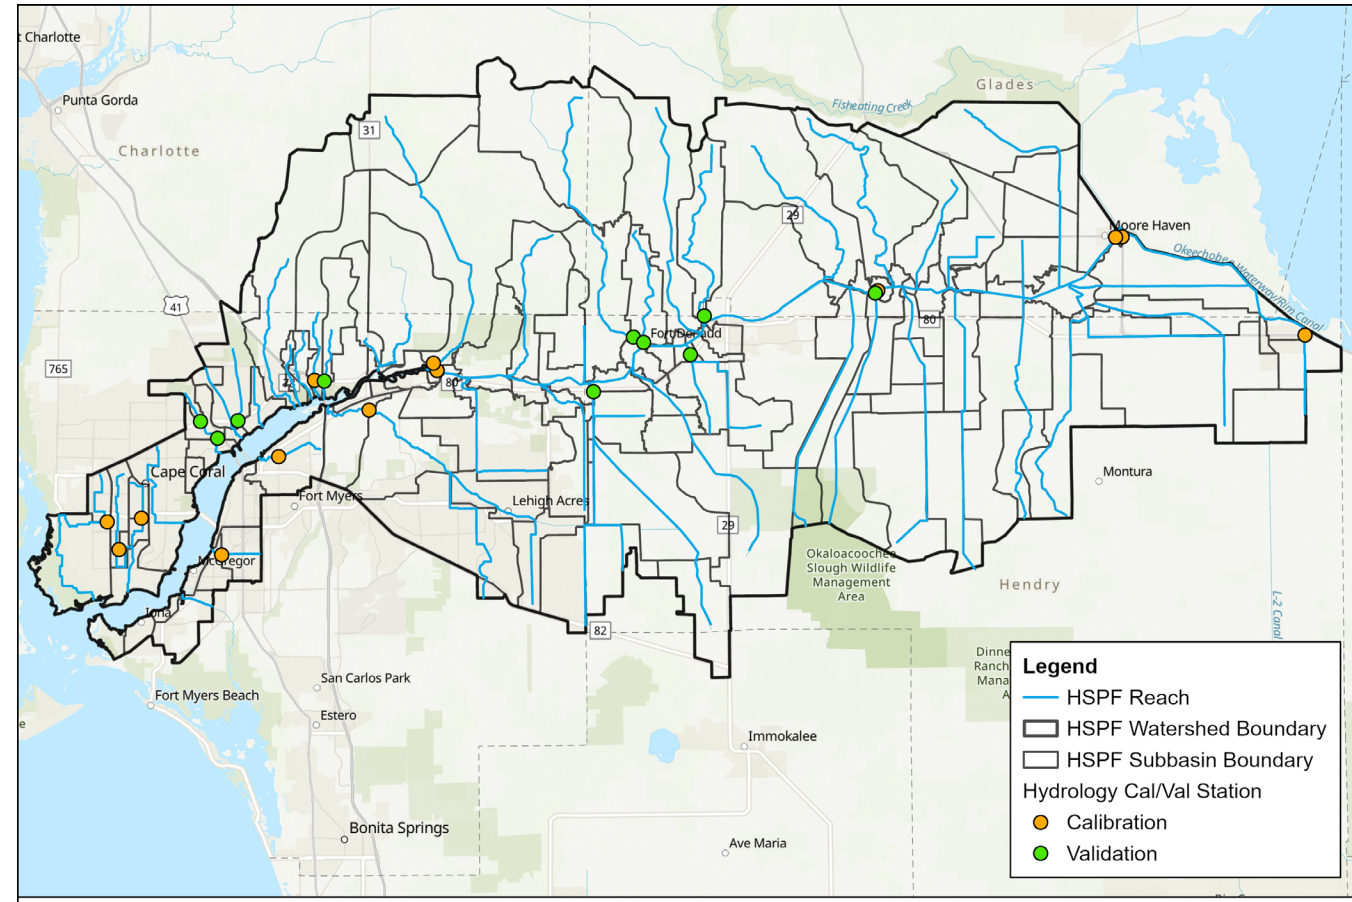 t Charlotte
Punta Gorda
Charlotte
31
Fisheating Creek
Glades
29
Moore Haven
Okeechobee Waterway/Rim Canal
41
80
765
80
Cape Coral
Fort Myers
Lehigh Acres
29
Montura
McGregor
Okaloacoochee
Slough Wildlife
Management
Area
Hendry
L-2 Canal
Iona
82
Dinne
Ranch
Mana
A
San Carlos Park
Fort Myers Beach
Estero
e
Immokalee
Bonita Springs
Ave Maria
Legend
HSPF Reach
HSPF Watershed Boundary
HSPF Subbasin Boundary
Hydrology Cal/Val Station
Calibration
Validation